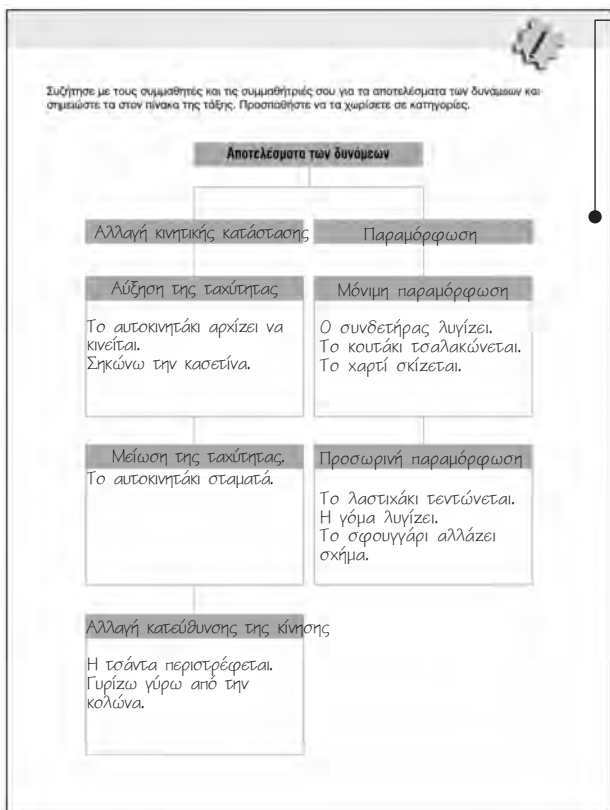 Συζήτησε με τους συμμαθητές και τις συμμαθήτριές σου για τα αποτελέσματα των δυνάμεων και
σημειώστε τα στον πίνακα της τάξης. Προσπαθήστε να τα χωρίσετε σε κατηγορίες.
Αποτελέσματα των δυνάμεων
Αλλαγή κινητικής κατάστασης
Αύξηση της ταχύτητας
Το αυτοκινητάκι αρχίζει να
κινείται.
Σηκώνω την κασετίνα.
Μείωση της ταχύτητας.
Το αυτοκινητάκι σταματά.
Αλλαγή κατεύθυνσης της κίνησης
Η τσάντα περιστρέφεται.
Γυρίζω γύρω από την
κολώνα.
Παραμόρφωση
Μόνιμη παραμόρφωση
Ο συνδετήρας λυγίζει.
Το κουτάκι τσαλακώνεται.
Το χαρτί σκίζεται.
Προσωρινή παραμόρφωση
Το λαστιχάκι τεντώνεται.
Η γόμα λυγίζει.
Το σφουγγάρι αλλάζει
σχήμα.